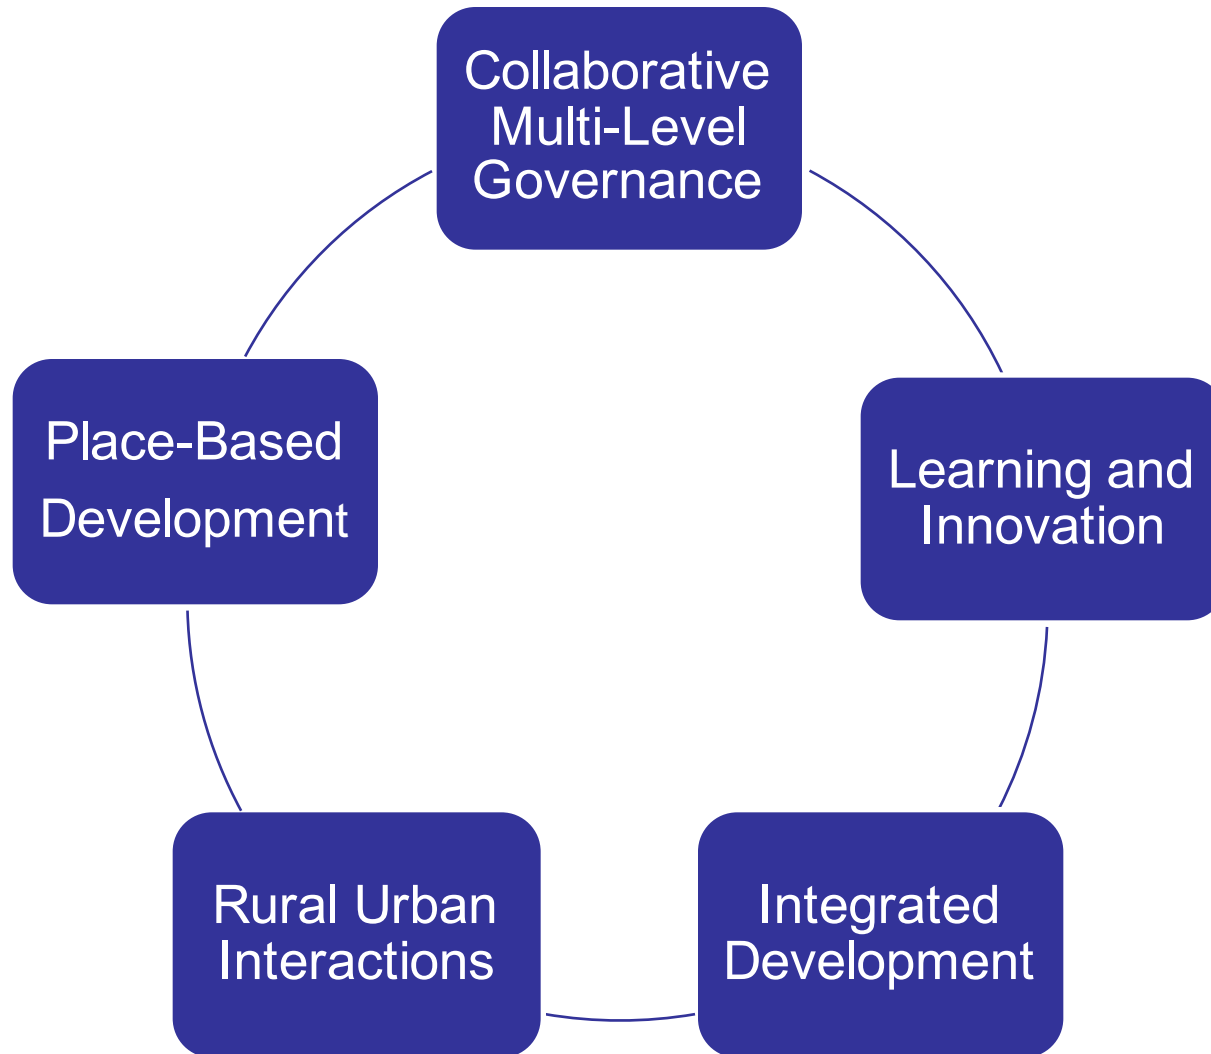 Collaborative
Multi-Level
Governance
Place-Based
Development
Learning and
Innovation
Rural Urban
Interactions
Integrated
Development